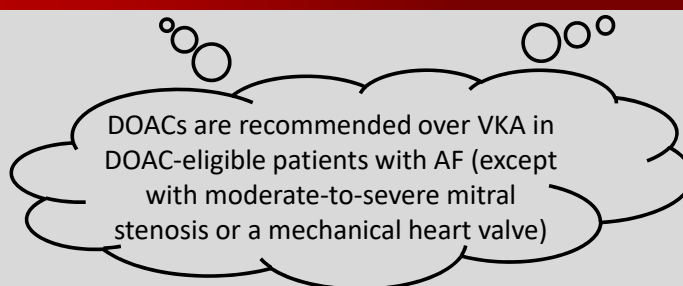 DOACs are recommended over VKA in
DOAC-eligible patients with AF (except
with moderate-to-severe mitral
stenosis or a mechanical heart valve)